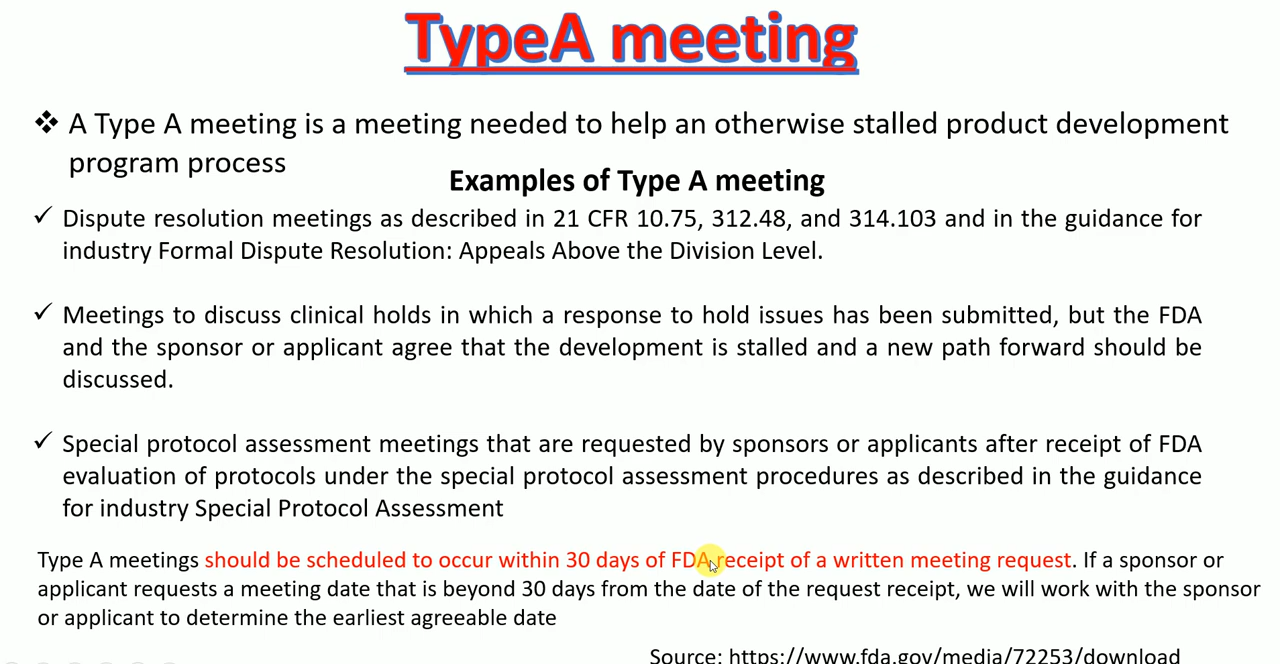 TypeA meeting
❖ A Type A meeting is a meeting needed to help an otherwise stalled product development
program process
Examples of Type A meeting
✓ Dispute resolution meetings as described in 21 CFR 10.75, 312.48, and 314.103 and in the guidance for
industry Formal Dispute Resolution: Appeals Above the Division Level.
✓ Meetings to discuss clinical holds in which a response to hold issues has been submitted, but the FDA
and the sponsor or applicant agree that the development is stalled and a new path forward should be
discussed.
✓ Special protocol assessment meetings that are requested by sponsors or applicants after receipt of FDA
evaluation of protocols under the special protocol assessment procedures as described in the guidance
for industry Special Protocol Assessment
Type A meetings should be scheduled to occur within 30 days of FDA receipt of a written meeting request. If a sponsor or
applicant requests a meeting date that is beyond 30 days from the date of the request receipt, we will work with the sponsor
or applicant to determine the earliest agreeable date
Source: https://www.fda.gov/media/72253/download